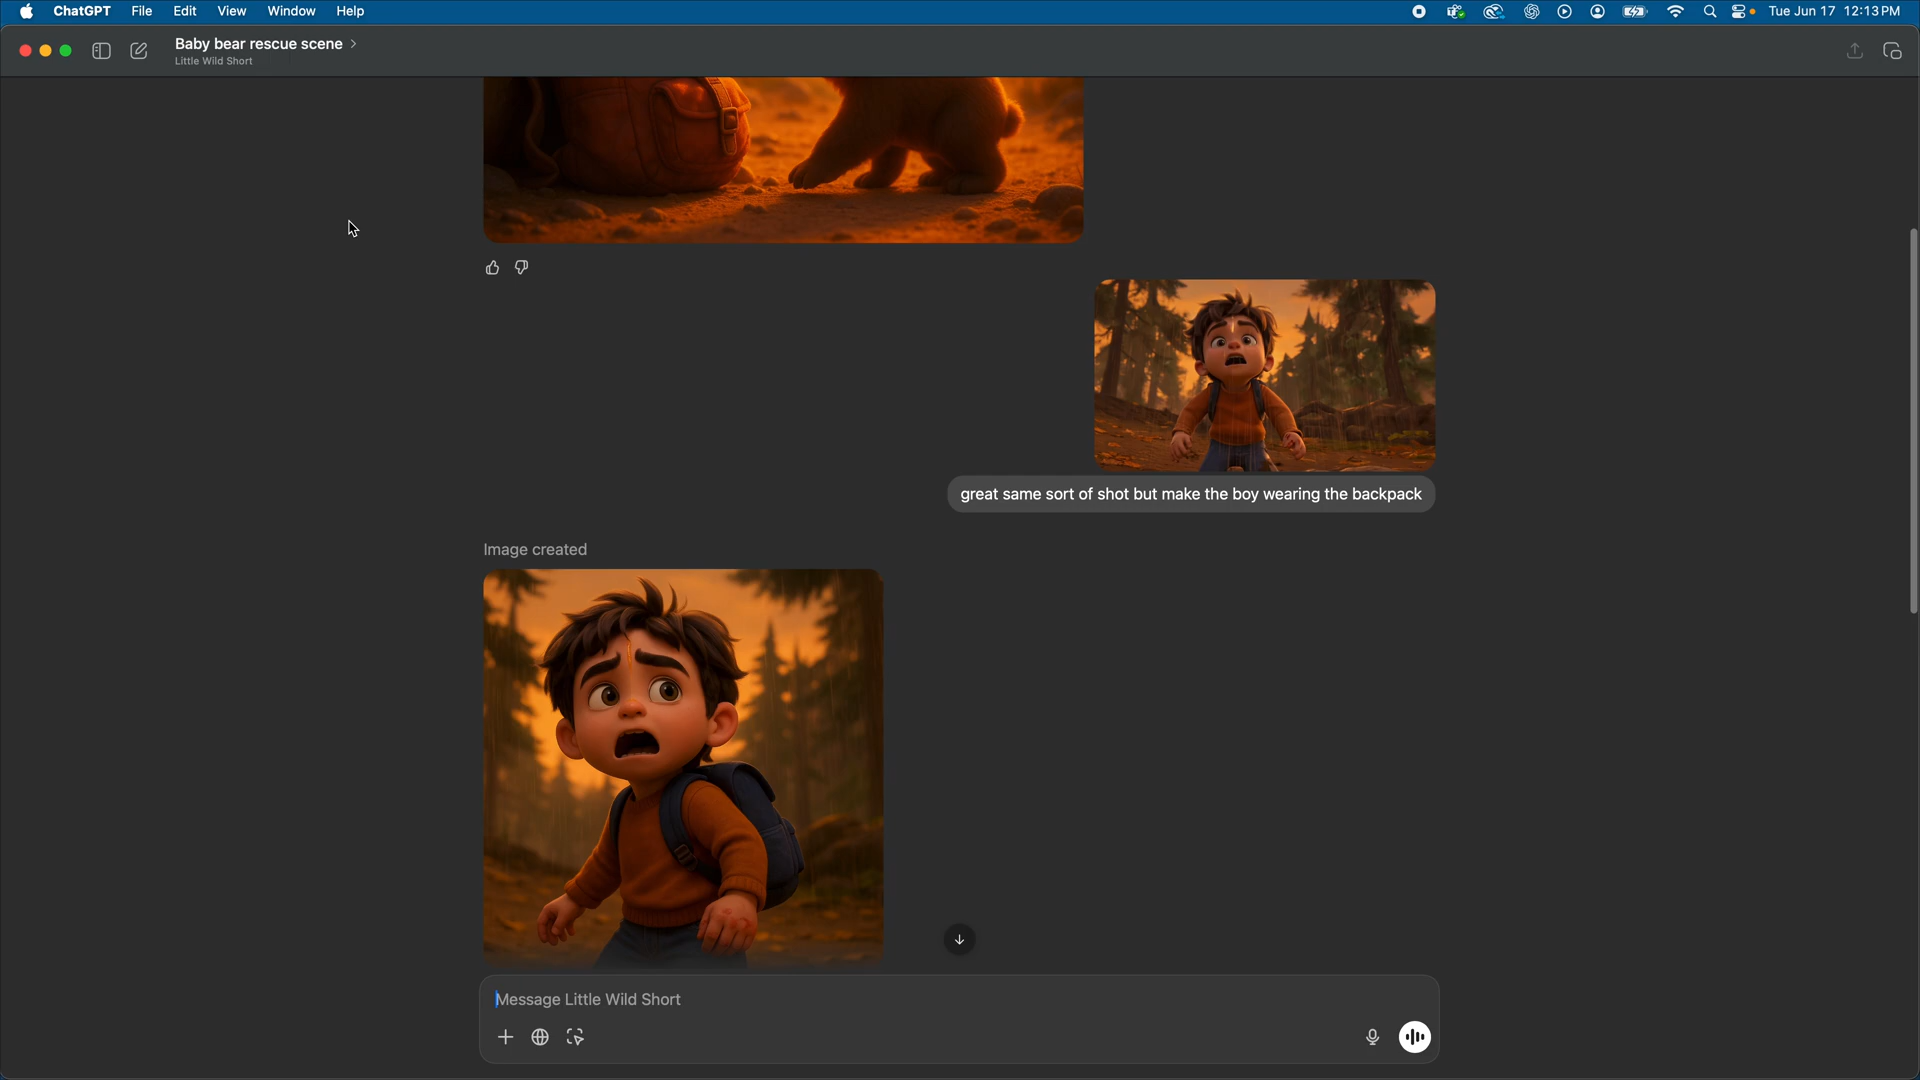 ChatGPT File Edit View Window Help Tue Jun 17 12:13 PM
Baby bear rescue scene
Little Wild Short
great same sort of shot but make the boy wearing the backpack
Image created
Message Little Wild Short